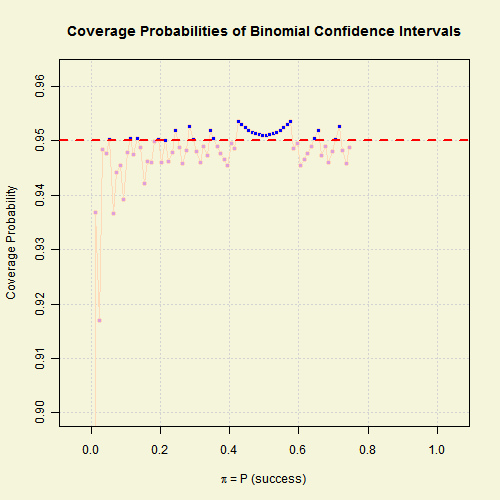 Coverage Probabilities of Binomial Confidence Intervals
0.96
0.95
0.94
0.93
0.92
0.91
0.90
Coverage Probability
0.0 0.2 0.4 0.6 0.8 1.0
π = P (success)